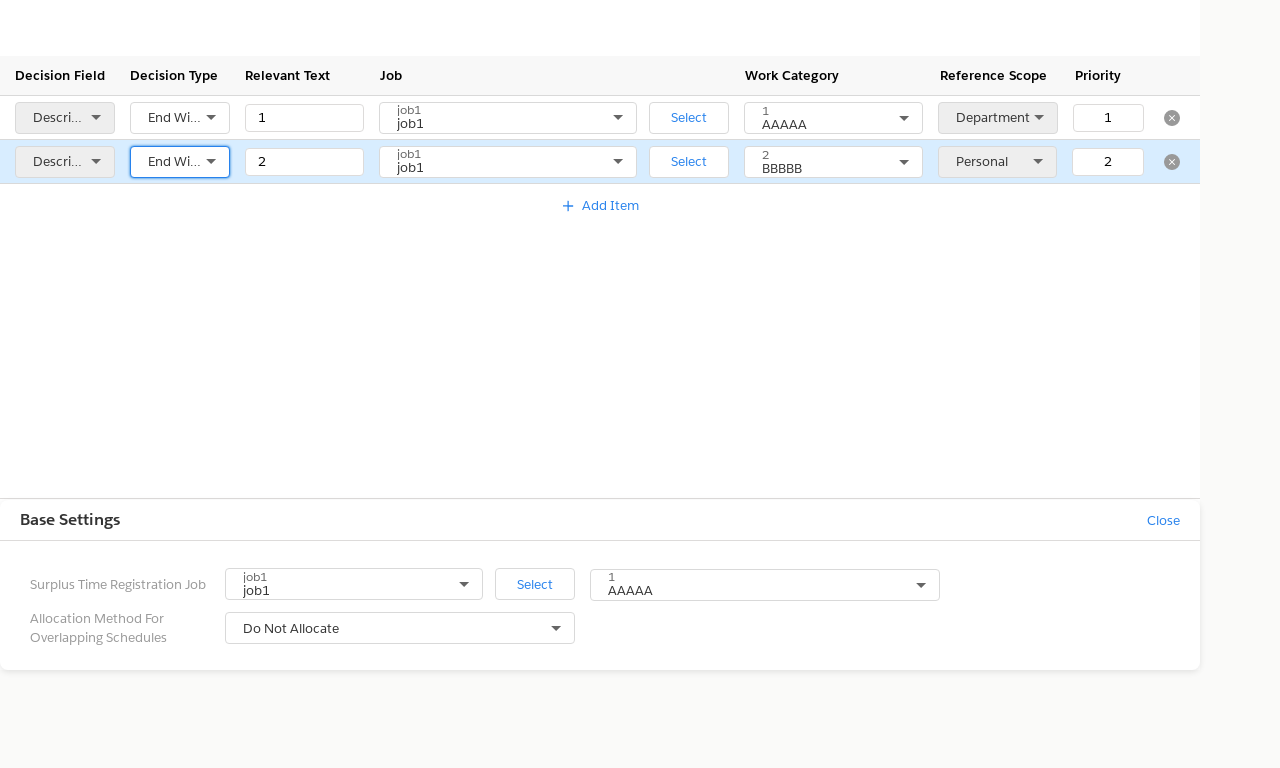 Decision Field Decision Type Relevant Text Job Work Category Reference Scope Priority
Descri... End Wi... 1 job1 job1 Select 1 AAAAA Department 1
Descri... End Wi... 2 job1 job1 Select 2 BBBBB Personal 2
+ Add Item
Base Settings Close
Surplus Time Registration Job job1 job1 Select 1 AAAAA
Allocation Method For
Overlapping Schedules
Do Not Allocate